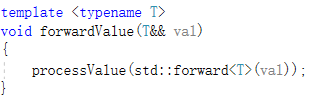 template <typename T>
void forwardValue(T&& val)
{
    processValue(std::forward<T>(val));
}